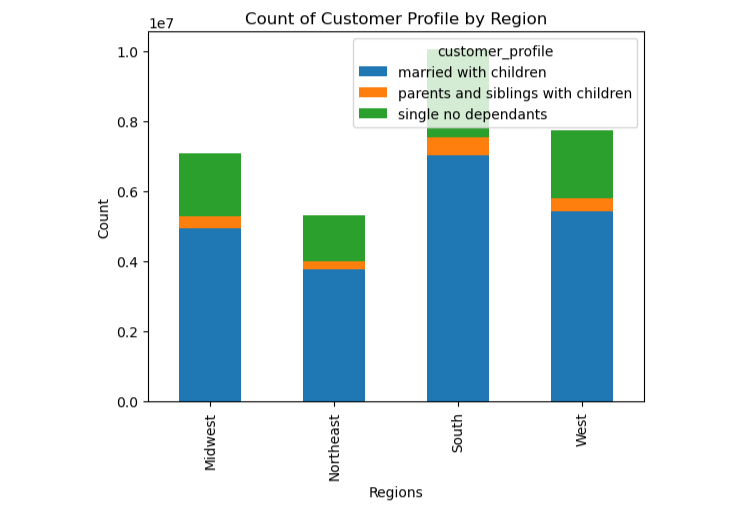 Count of Customer Profile by Region
1e7
customer_profile
married with children
parents and siblings with children
single no dependants
1.0
0.8
0.6
0.4
0.2
0.0
Count
Midwest
Northeast
South
West
Regions